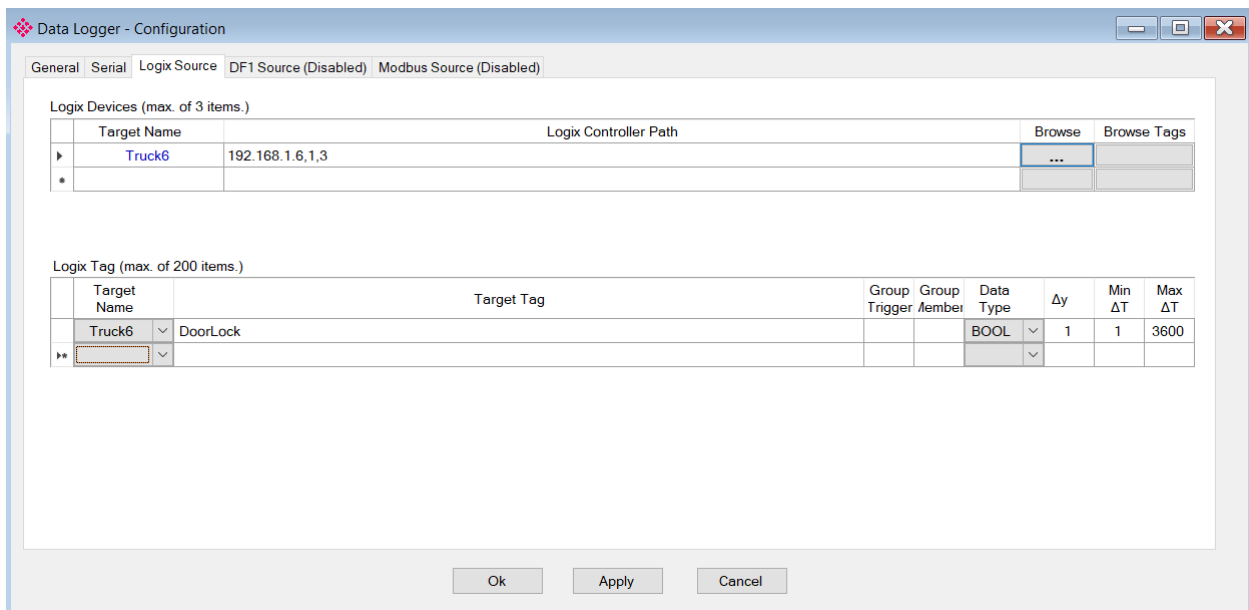 Data Logger - Configuration
General Serial Logix Source DF1 Source (Disabled) Modbus Source (Disabled)
Logix Devices (max. of 3 items.)
Target Name Logix Controller Path Browse Browse Tags
Truck6 192.168.1.6,1,3 ...
Logix Tag (max. of 200 items.)
Target Name Target Tag Group Trigger Group Member Data Type Δy Min ΔT Max ΔT
Truck6 DoorLock BOOL 1 1 3600
Ok Apply Cancel